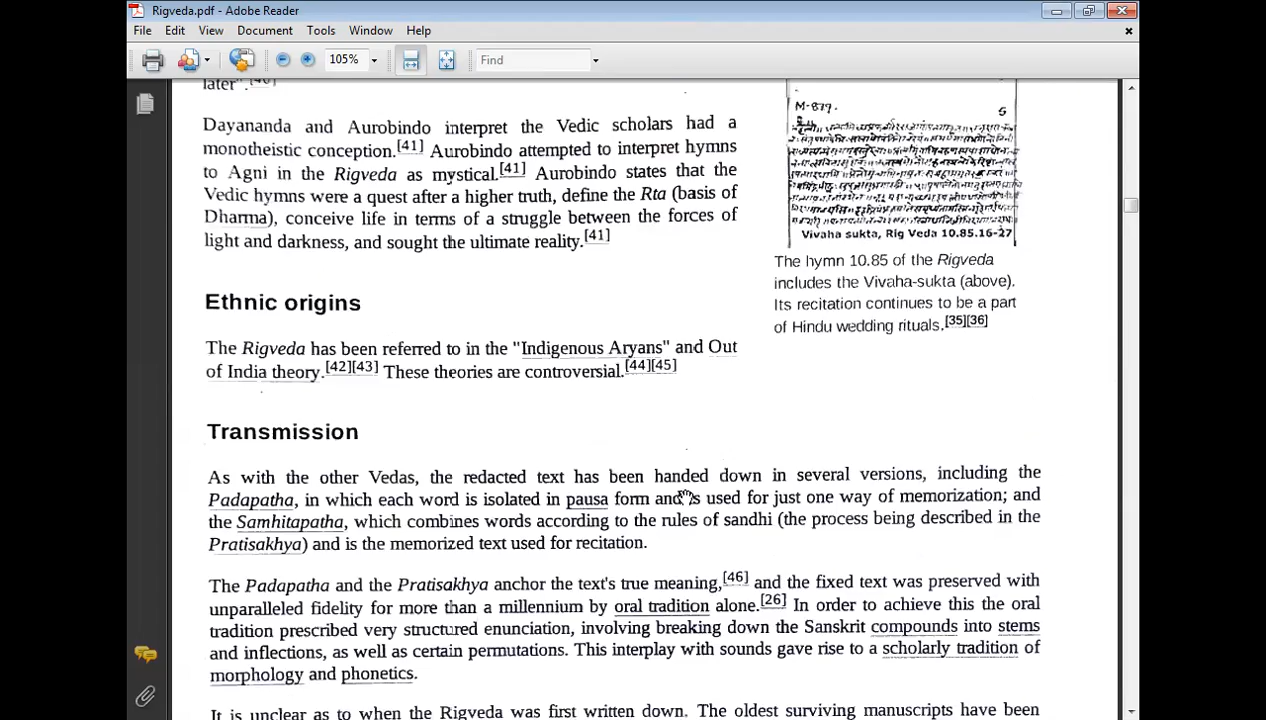 Rigveda.pdf - Adobe Reader
File Edit View Document Tools Window Help
105%
Find
later".[40]
Dayananda and Aurobindo interpret the Vedic scholars had a
monotheistic conception.[41] Aurobindo attempted to interpret hymns
to Agni in the Rigveda as mystical.[41] Aurobindo states that the
Vedic hymns were a quest after a higher truth, define the Rta (basis of
Dharma), conceive life in terms of a struggle between the forces of
light and darkness, and sought the ultimate reality.[41]
M-879.
5
Vivaha sukta, Rig Veda 10.85.16-27
The hymn 10.85 of the Rigveda
includes the Vivaha-sukta (above).
Its recitation continues to be a part
of Hindu wedding rituals.[35][36]
Ethnic origins
The Rigveda has been referred to in the "Indigenous Aryans" and Out
of India theory.[42][43] These theories are controversial.[44][45]
Transmission
As with the other Vedas, the redacted text has been handed down in several versions, including the
Padapatha, in which each word is isolated in pausa form and is used for just one way of memorization; and
the Samhitapatha, which combines words according to the rules of sandhi (the process being described in the
Pratisakhya) and is the memorized text used for recitation.
The Padapatha and the Pratisakhya anchor the text's true meaning,[46] and the fixed text was preserved with
unparalleled fidelity for more than a millennium by oral tradition alone.[26] In order to achieve this the oral
tradition prescribed very structured enunciation, involving breaking down the Sanskrit compounds into stems
and inflections, as well as certain permutations. This interplay with sounds gave rise to a scholarly tradition of
morphology and phonetics.
It is unclear as to when the Rigveda was first written down. The oldest surviving manuscripts have been